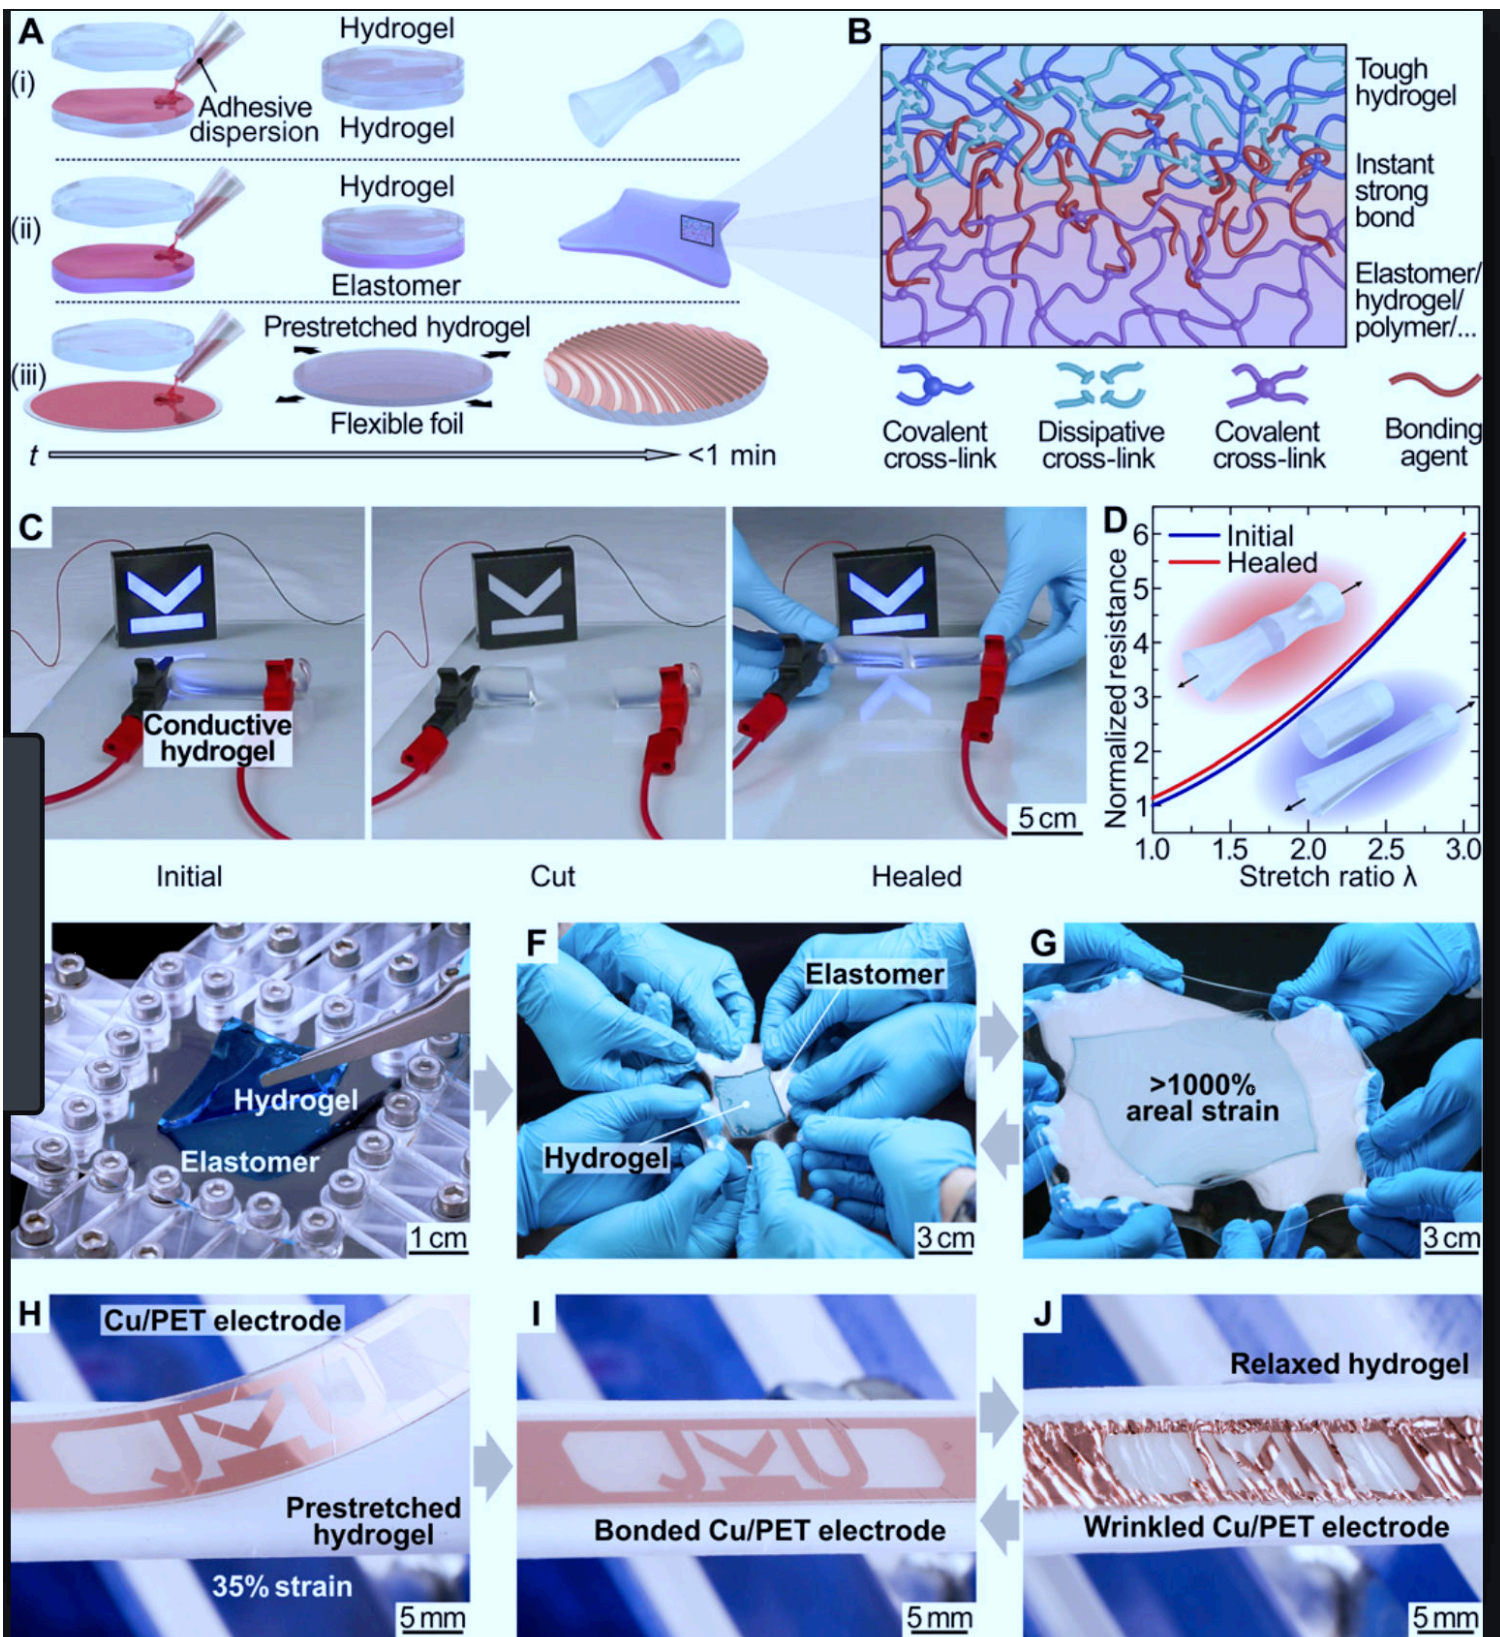 A
(i)
Hydrogel
Adhesive
dispersion
Hydrogel
(ii)
Hydrogel
Elastomer
(iii)
Prestretched hydrogel
Flexible foil
t
<1 min
B
Tough
hydrogel
Instant
strong
bond
Elastomer/
hydrogel/
polymer/...
Covalent
cross-link
Dissipative
cross-link
Covalent
cross-link
Bonding
agent
C
Conductive
hydrogel
5 cm
Initial
Cut
Healed
D
Initial
Healed
Normalized resistance
6
5
4
3
2
1
1.0
1.5
2.0
2.5
3.0
Stretch ratio λ
Hydrogel
Elastomer
1 cm
F
Elastomer
Hydrogel
3 cm
G
>1000%
areal strain
3 cm
H
Cu/PET electrode
JMU
Prestretched
hydrogel
35% strain
5 mm
I
JMU
Bonded Cu/PET electrode
5 mm
J
Relaxed hydrogel
Wrinkled Cu/PET electrode
5 mm